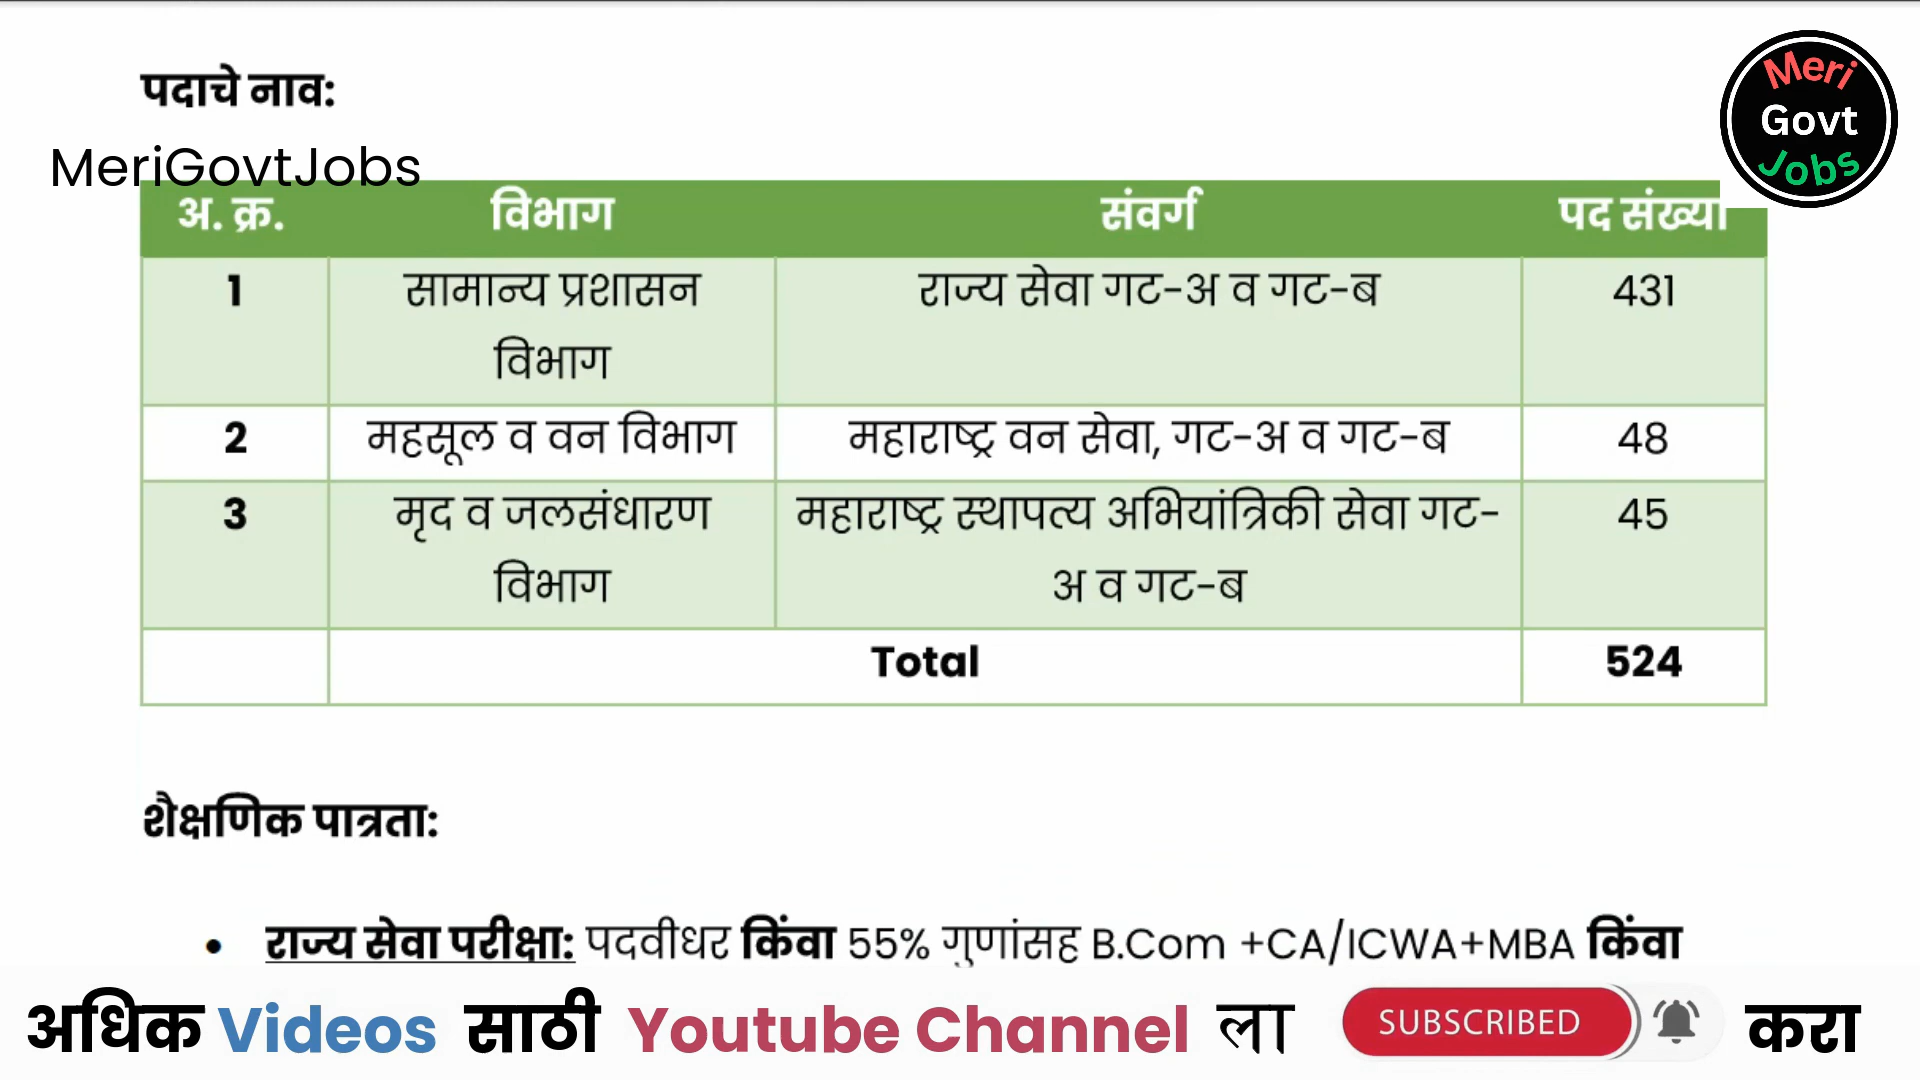 पदाचे नाव:
MeriGovtJobs
Meri
Govt
Jobs
अ. क्र. विभाग संवर्ग पद संख्या
1 सामान्य प्रशासन राज्य सेवा गट-अ व गट-ब 431
विभाग
2 महसूल व वन विभाग महाराष्ट्र वन सेवा, गट-अ व गट-ब 48
3 मृद व जलसंधारण महाराष्ट्र स्थापत्य अभियांत्रिकी सेवा गट- 45
विभाग अ व गट-ब
Total 524
शैक्षणिक पात्रता:
• राज्य सेवा परीक्षा: पदवीधर किंवा 55% गुणांसह B.Com +CA/ICWA+MBA किंवा
अधिक Videos साठी Youtube Channel ला SUBSCRIBED करा